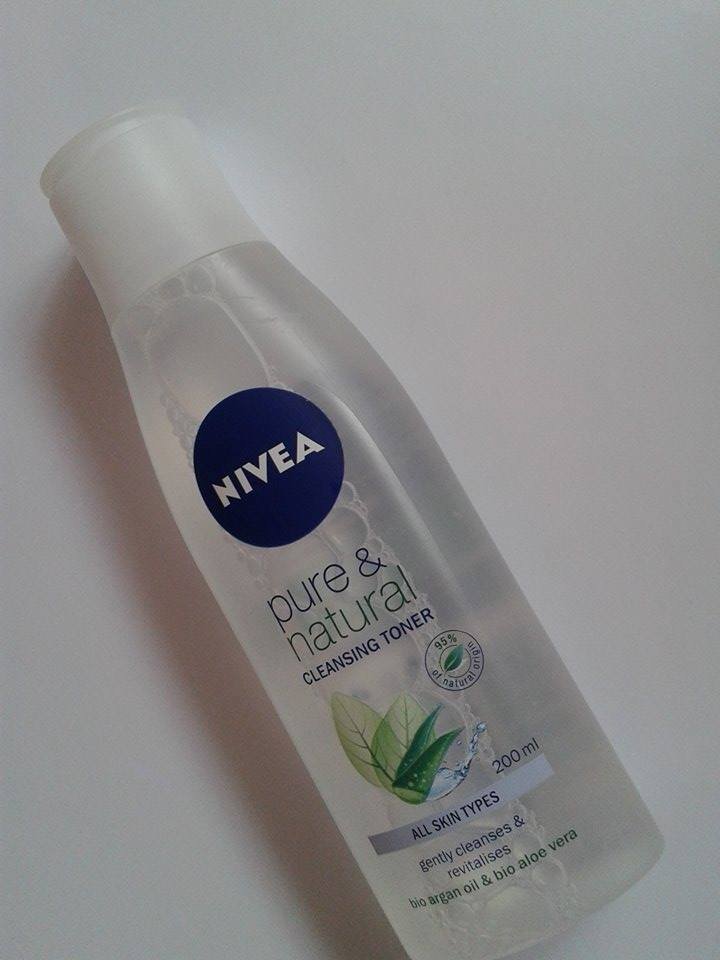 NIVEA
pure &
natural
CLEANSING TONER
95%
of natural origin
200 ml
ALL SKIN TYPES
gently cleanses &
revitalises
bio argan oil & bio aloe vera